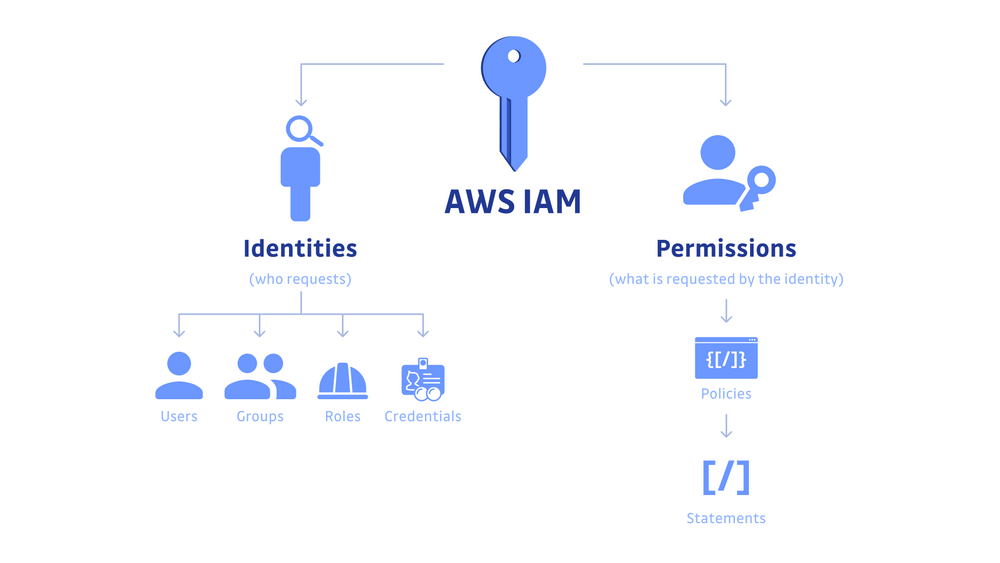 AWS IAM
Identities
(who requests)
Users
Groups
Roles
Credentials
Permissions
(what is requested by the identity)
{[/]}
Policies
[/]
Statements